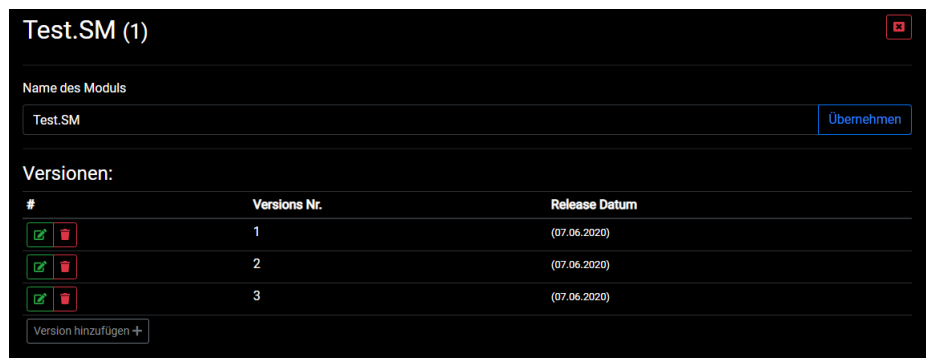 Test.SM (1)
Name des Moduls
Test.SM Übernehmen
Versionen:
# Versions Nr. Release Datum
1 (07.06.2020)
2 (07.06.2020)
3 (07.06.2020)
Version hinzufügen